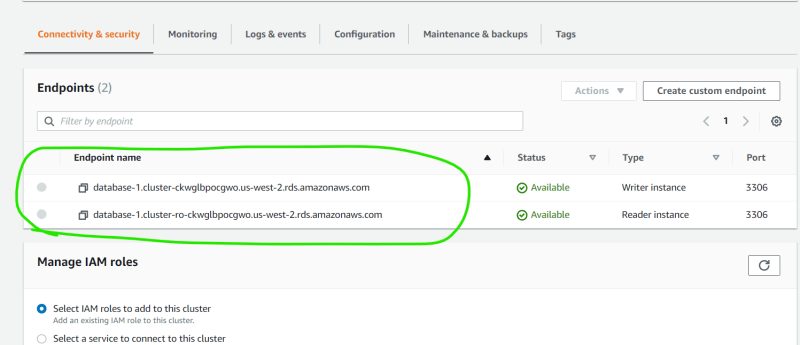 Connectivity & security Monitoring Logs & events Configuration Maintenance & backups Tags
Endpoints (2) Actions Create custom endpoint
Filter by endpoint 1
Endpoint name Status Type Port
database-1.cluster-ckwglbpocgwo.us-west-2.rds.amazonaws.com Available Writer instance 3306
database-1.cluster-ro-ckwglbpocgwo.us-west-2.rds.amazonaws.com Available Reader instance 3306
Manage IAM roles
Select IAM roles to add to this cluster
Add an existing IAM role to this cluster.
Select a service to connect to this cluster